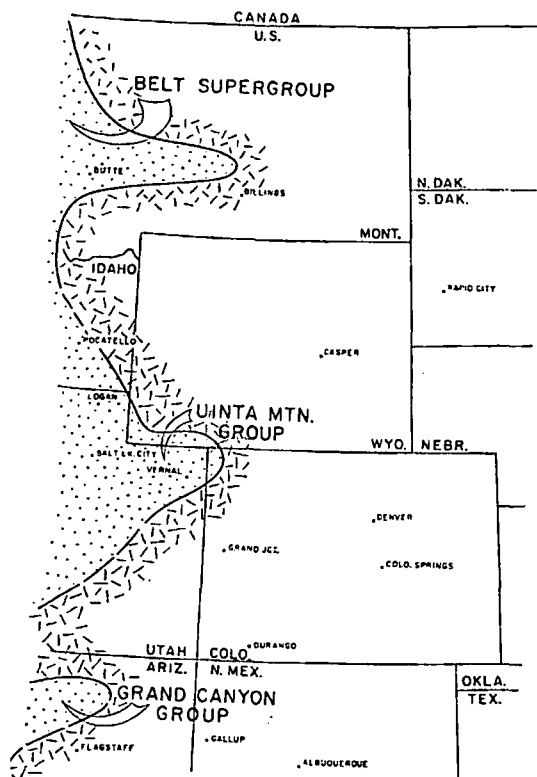 CANADA
U.S.
BELT SUPERGROUP
BUTTE
BILLINGS
N. DAK.
S. DAK.
MONT.
IDAHO
RAPID CITY
POCATELLO
CASPER
LOGAN
UINTA MTN.
GROUP
WYO. NEBR.
SALT LK. CITY
VERNAL
DENVER
GRAND JCT.
COLO. SPRINGS
UTAH COLO. DURANGO
ARIZ. N. MEX.
OKLA.
TEX.
GRAND CANYON
GROUP
FLAGSTAFF
GALLUP
ALBUQUERQUE